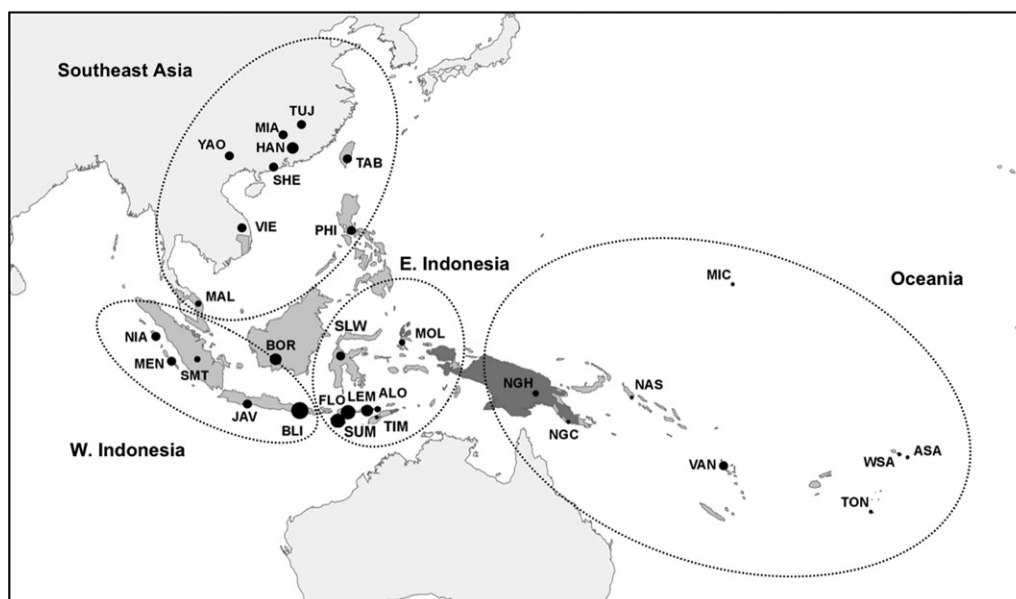 Southeast Asia
TUJ
MIA
HAN
YAO
TAB
SHE
VIE
PHI
E. Indonesia
MIC
Oceania
MAL
NIA
SLW
MOL
BOR
MEN
SMT
NGH
NAS
FLO LEM ALO
JAV
BLI
SUM
TIM
NGC
W. Indonesia
VAN
WSA
ASA
TON